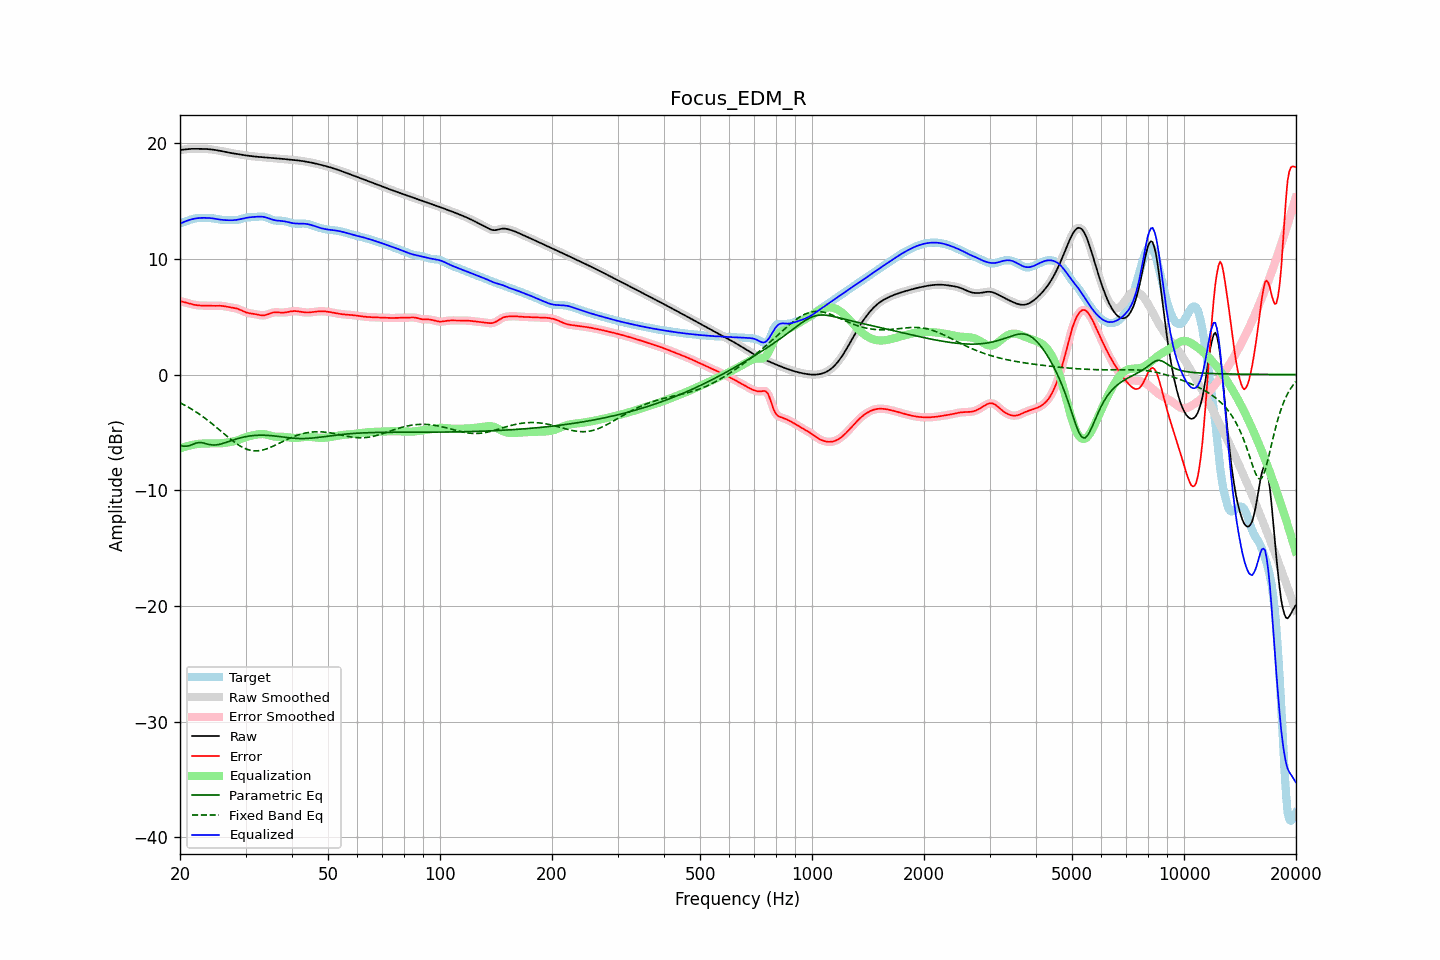 Focus_EDM_R
20
10
0
−10
−20
−30
−40
Amplitude (dBr)
Target
Raw Smoothed
Error Smoothed
Raw
Error
Equalization
Parametric Eq
Fixed Band Eq
Equalized
20 50 100 200 500 1000 2000 5000 10000 20000
Frequency (Hz)